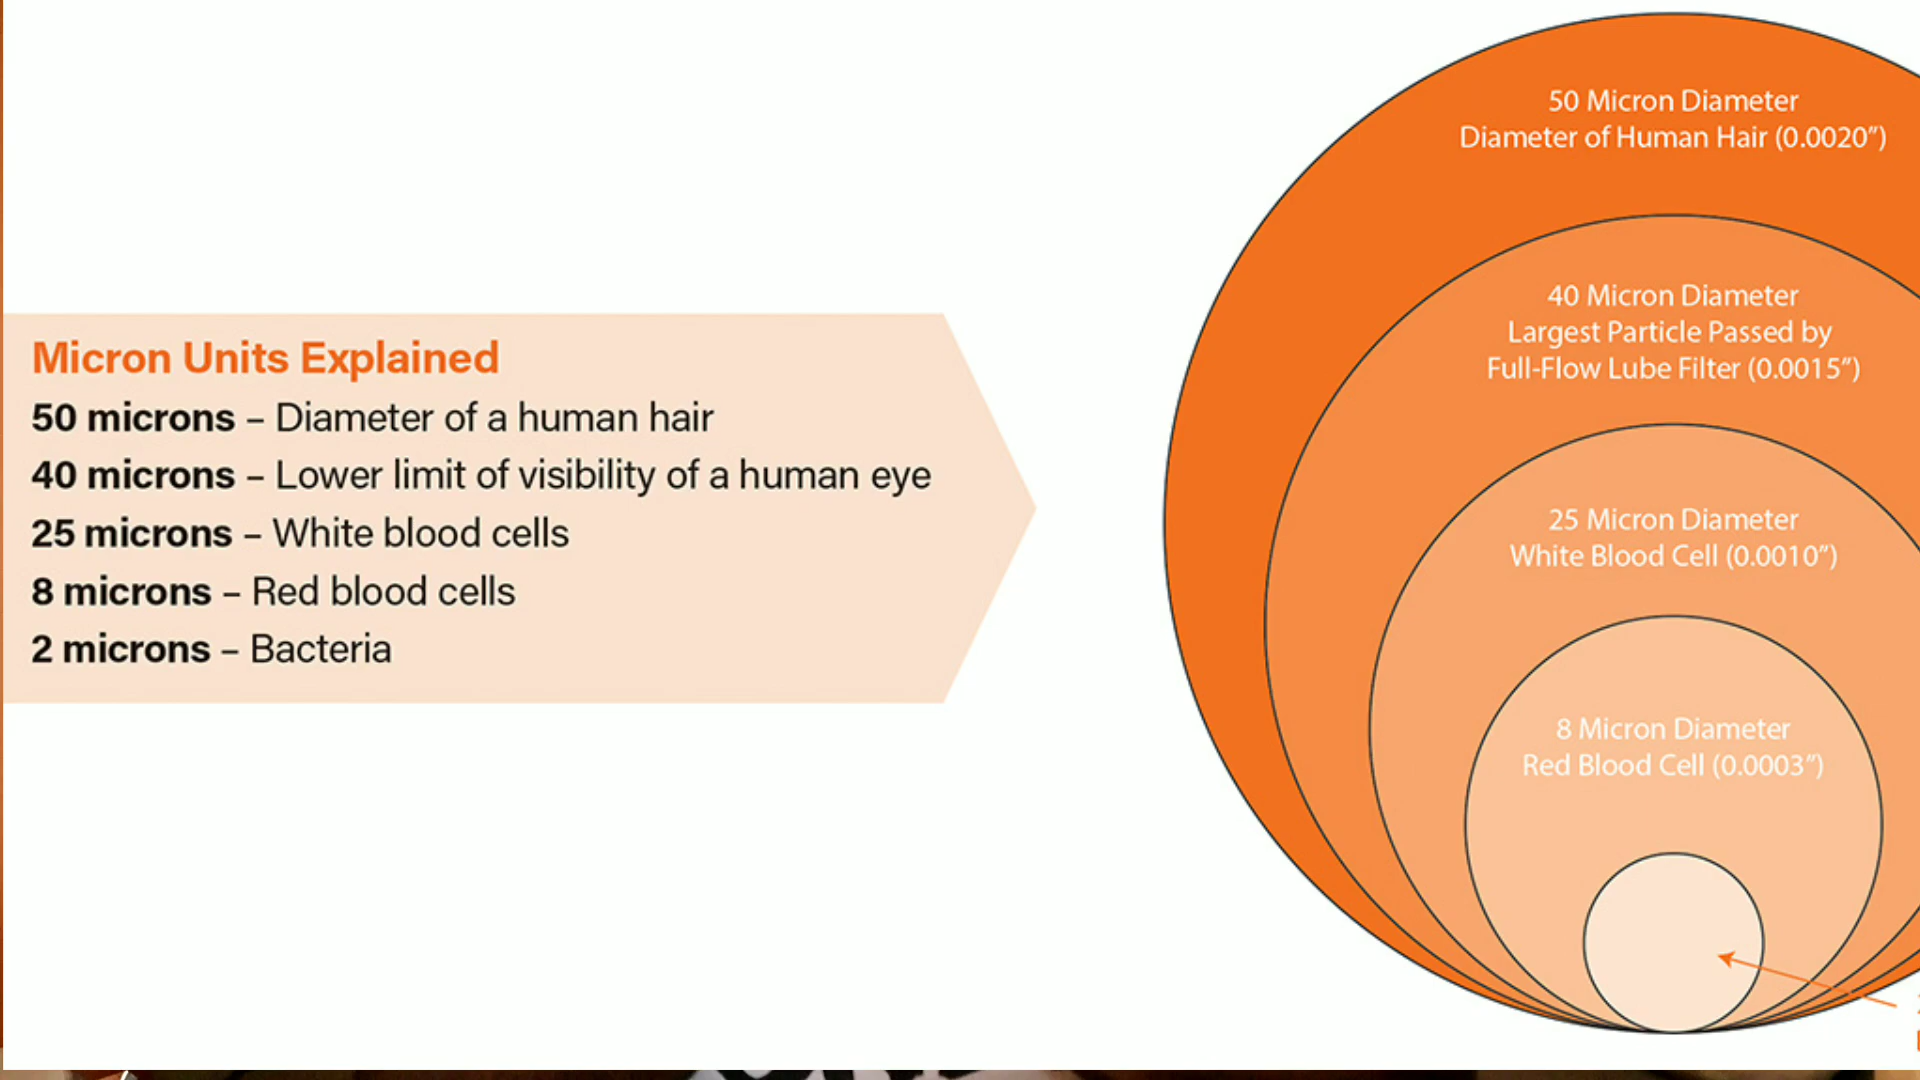 Micron Units Explained
50 microns – Diameter of a human hair
40 microns – Lower limit of visibility of a human eye
25 microns – White blood cells
8 microns – Red blood cells
2 microns – Bacteria
50 Micron Diameter
Diameter of Human Hair (0.0020”)
40 Micron Diameter
Largest Particle Passed by
Full-Flow Lube Filter (0.0015”)
25 Micron Diameter
White Blood Cell (0.0010”)
8 Micron Diameter
Red Blood Cell (0.0003”)